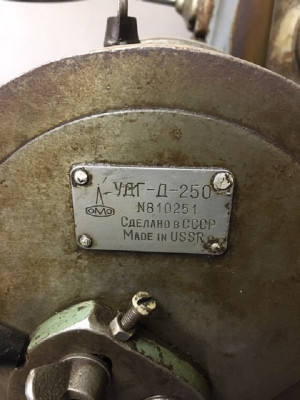 УДГ-Д-250
N810251
ОМО
СДЕЛАНО В СССР
MADE IN USSR